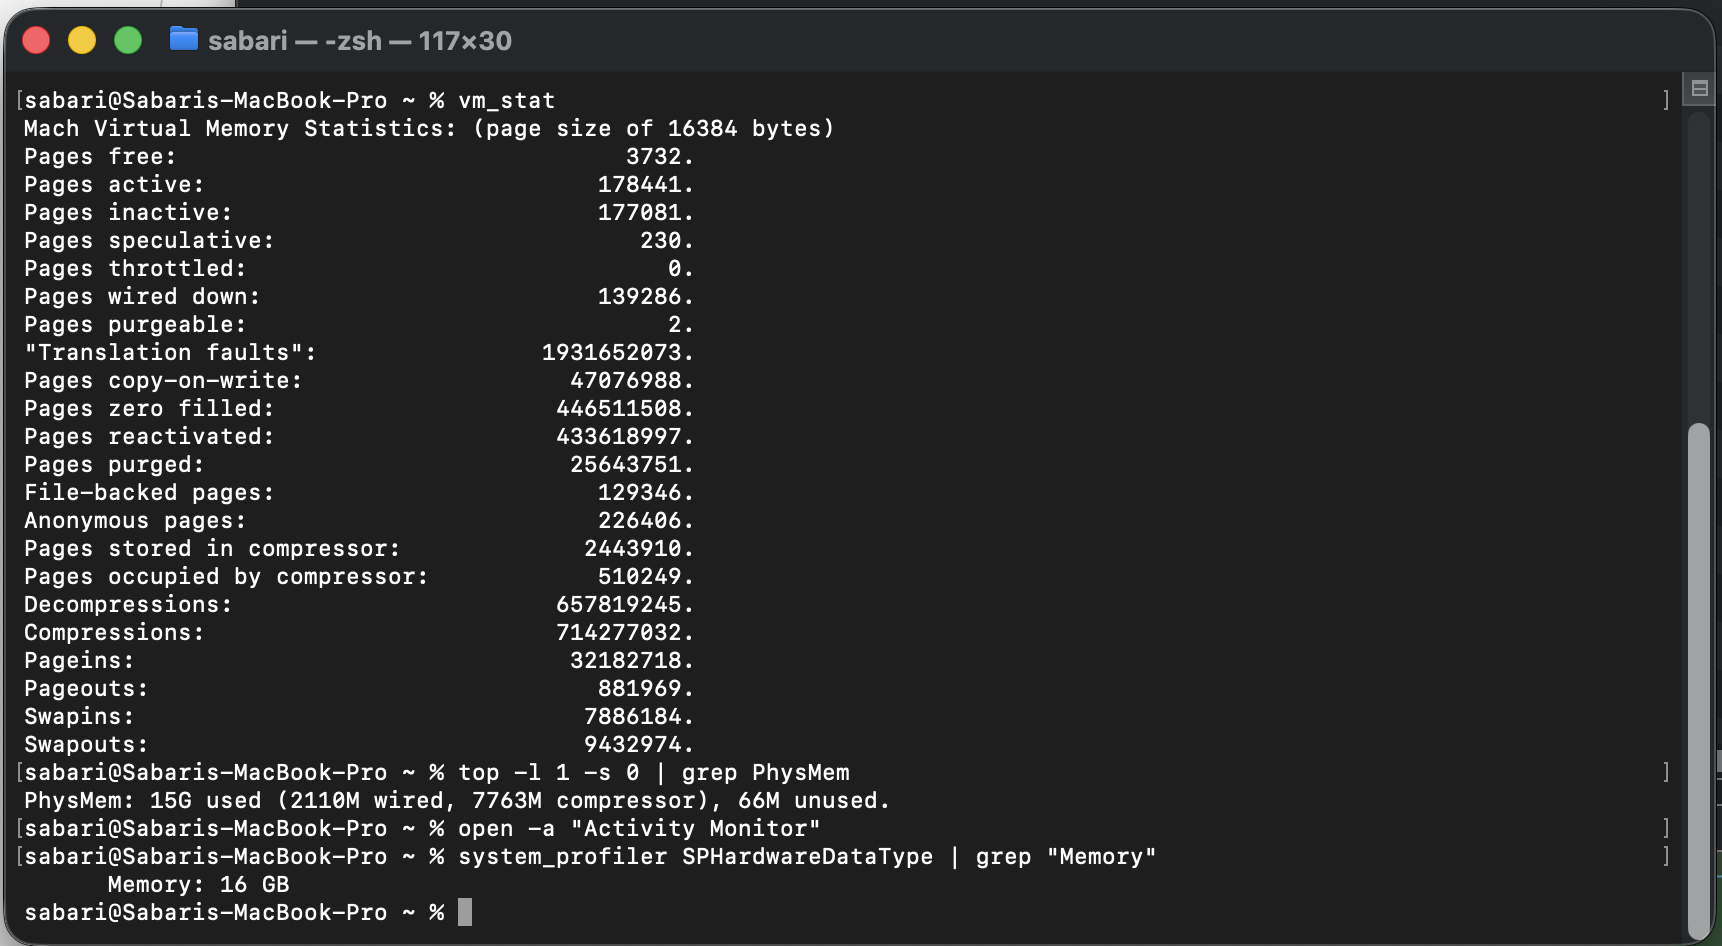 sabari — -zsh — 117×30
[sabari@Sabaris-MacBook-Pro ~ % vm_stat ]
Mach Virtual Memory Statistics: (page size of 16384 bytes)
Pages free: 3732.
Pages active: 178441.
Pages inactive: 177081.
Pages speculative: 230.
Pages throttled: 0.
Pages wired down: 139286.
Pages purgeable: 2.
"Translation faults": 1931652073.
Pages copy-on-write: 47076988.
Pages zero filled: 446511508.
Pages reactivated: 433618997.
Pages purged: 25643751.
File-backed pages: 129346.
Anonymous pages: 226406.
Pages stored in compressor: 2443910.
Pages occupied by compressor: 510249.
Decompressions: 657819245.
Compressions: 714277032.
Pageins: 32182718.
Pageouts: 881969.
Swapins: 7886184.
Swapouts: 9432974.
[sabari@Sabaris-MacBook-Pro ~ % top -l 1 -s 0 | grep PhysMem ]
PhysMem: 15G used (2110M wired, 7763M compressor), 66M unused.
[sabari@Sabaris-MacBook-Pro ~ % open -a "Activity Monitor" ]
[sabari@Sabaris-MacBook-Pro ~ % system_profiler SPHardwareDataType | grep "Memory" ]
Memory: 16 GB
sabari@Sabaris-MacBook-Pro ~ %